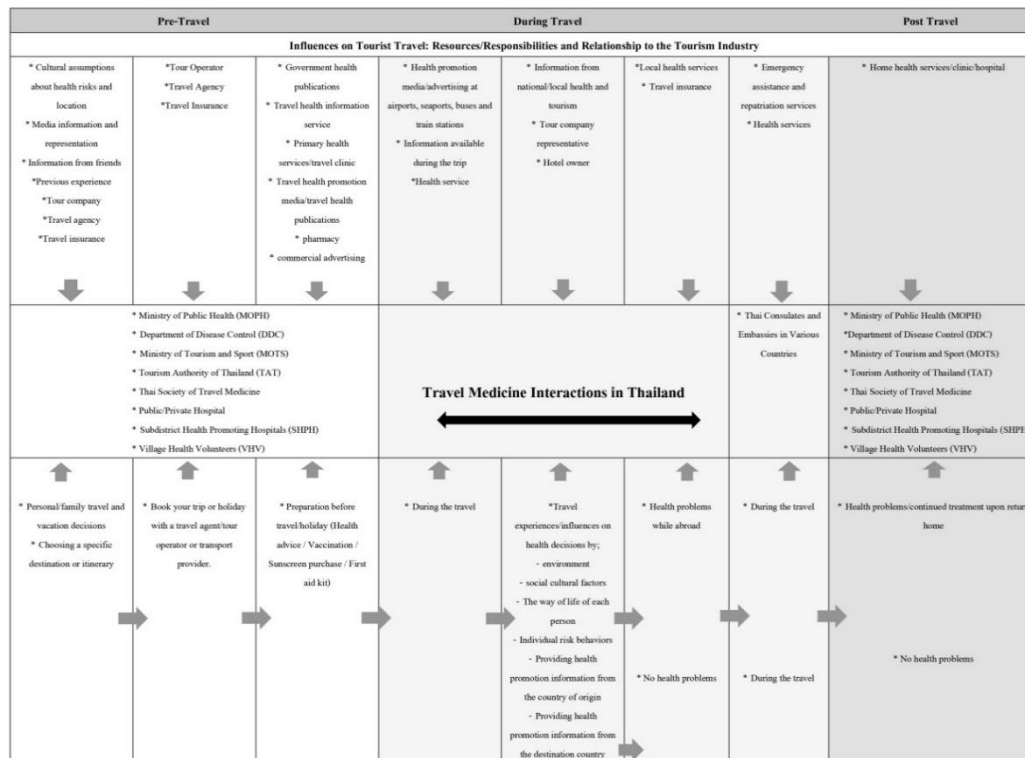 Pre-Travel
During Travel
Post Travel
Influences on Tourist Travel: Resources/Responsibilities and Relationship to the Tourism Industry
* Cultural assumptions
about health risks and
location
* Media information and
representation
* Information from friends
*Previous experience
*Tour company
*Travel agency
*Travel insurance
*Tour Operator
*Travel Agency
*Travel Insurance
* Government health
publications
* Travel health information
service
* Primary health
services/travel clinic
* Travel health promotion
media/travel health
publications
* pharmacy
* commercial advertising
* Health promotion
media/advertising at
airports, seaports, buses and
train stations
* Information available
during the trip
*Health service
* Information from
national/local health and
tourism
* Tour company
representative
* Hotel owner
*Local health services
* Travel insurance
* Emergency
assistance and
repatriation services
* Health services
* Home health services/clinic/hospital
* Ministry of Public Health (MOPH)
* Department of Disease Control (DDC)
* Ministry of Tourism and Sport (MOTS)
* Tourism Authority of Thailand (TAT)
* Thai Society of Travel Medicine
* Public/Private Hospital
* Subdistrict Health Promoting Hospitals (SHPH)
* Village Health Volunteers (VHV)
Travel Medicine Interactions in Thailand
* Thai Consulates and
Embassies in Various
Countries
* Ministry of Public Health (MOPH)
*Department of Disease Control (DDC)
* Ministry of Tourism and Sport (MOTS)
* Tourism Authority of Thailand (TAT)
* Thai Society of Travel Medicine
* Public/Private Hospital
* Subdistrict Health Promoting Hospitals (SHPH
* Village Health Volunteers (VHV)
* Personal/family travel and
vacation decisions
* Choosing a specific
destination or itinerary
* Book your trip or holiday
with a travel agent/tour
operator or transport
provider.
* Preparation before
travel/holiday (Health
advice / Vaccination /
Sunscreen purchase / First
aid kit)
* During the travel
*Travel
experiences/influences on
health decisions by;
- environment
- social cultural factors
- The way of life of each
person
- Individual risk behaviors
- Providing health
promotion information from
the country of origin
- Providing health
promotion information from
the destination country
* Health problems
while abroad
* No health problems
* During the travel
* During the travel
* Health problems/continued treatment upon return
home
* No health problems